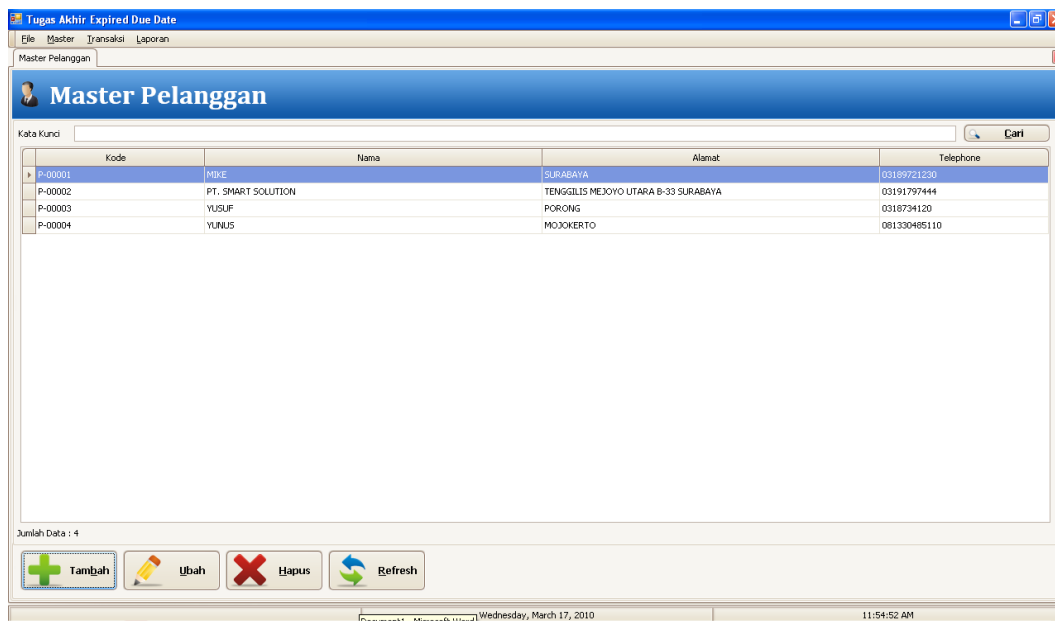 Tugas Akhir Expired Due Date
File Master Transaksi Laporan
Master Pelanggan
Master Pelanggan
Kata Kunci Cari
Kode Nama Alamat Telephone
P-00001 MIKE SURABAYA 03189721230
P-00002 PT. SMART SOLUTION TENGGILIS MEJOYO UTARA B-33 SURABAYA 03191797444
P-00003 YUSUF PORONG 0318734120
P-00004 YUNUS MOJOKERTO 081330485110
Jumlah Data : 4
Tambah Ubah Hapus Refresh
Wednesday, March 17, 2010 11:54:52 AM
Document1 - Microsoft Word